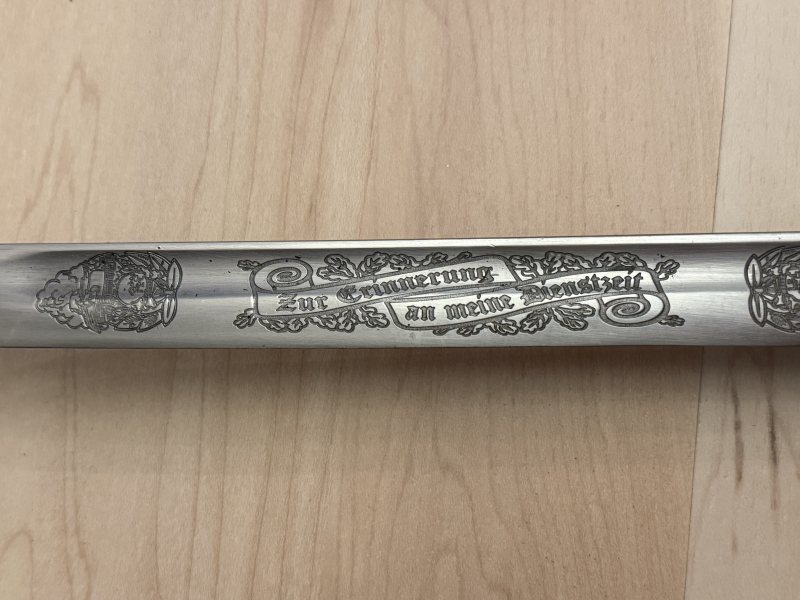 Zur Erinnerung
an meine Dienstzeit